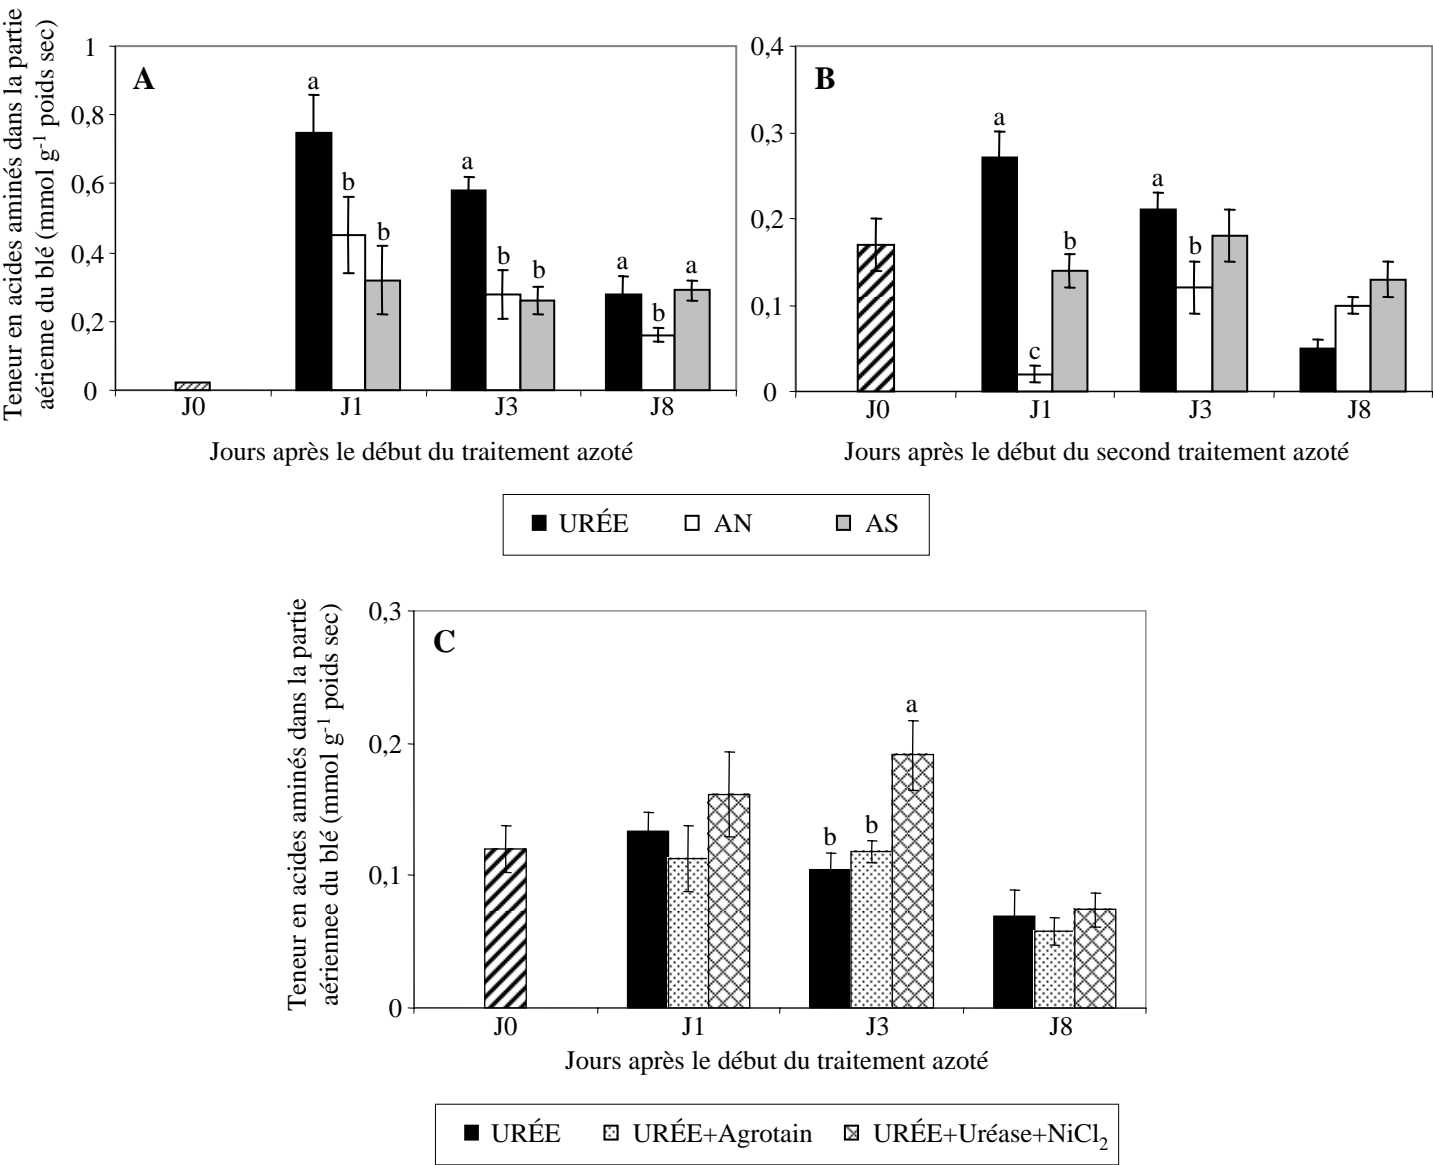 Teneur en acides aminés dans la partie
aérienne du blé (mmol g-1 poids sec)
A
1
0,8
0,6
0,4
0,2
0
a
b
b
a
b
b
a
b
a
J0 J1 J3 J8
Jours après le début du traitement azoté
B
0,4
0,3
0,2
0,1
0
a
c
b
a
b
J0 J1 J3 J8
Jours après le début du second traitement azoté
URÉE AN AS
Teneur en acides aminés dans la partie
aériennee du blé (mmol g-1 poids sec)
C
0,3
0,2
0,1
0
b
b
a
J0 J1 J3 J8
Jours après le début du traitement azoté
URÉE URÉE+Agrotain URÉE+Uréase+NiCl2